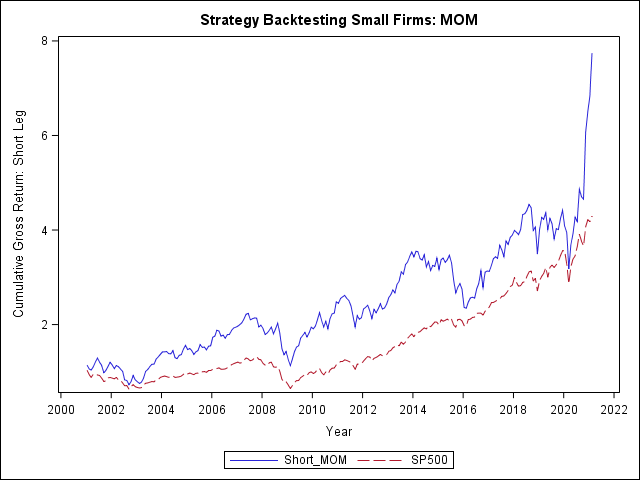 Strategy Backtesting Small Firms: MOM
Cumulative Gross Return: Short Leg
8
6
4
2
2000 2002 2004 2006 2008 2010 2012 2014 2016 2018 2020 2022
Year
Short_MOM SP500